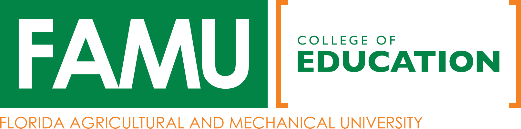 FAMU
COLLEGE OF
EDUCATION
FLORIDA AGRICULTURAL AND MECHANICAL UNIVERSITY